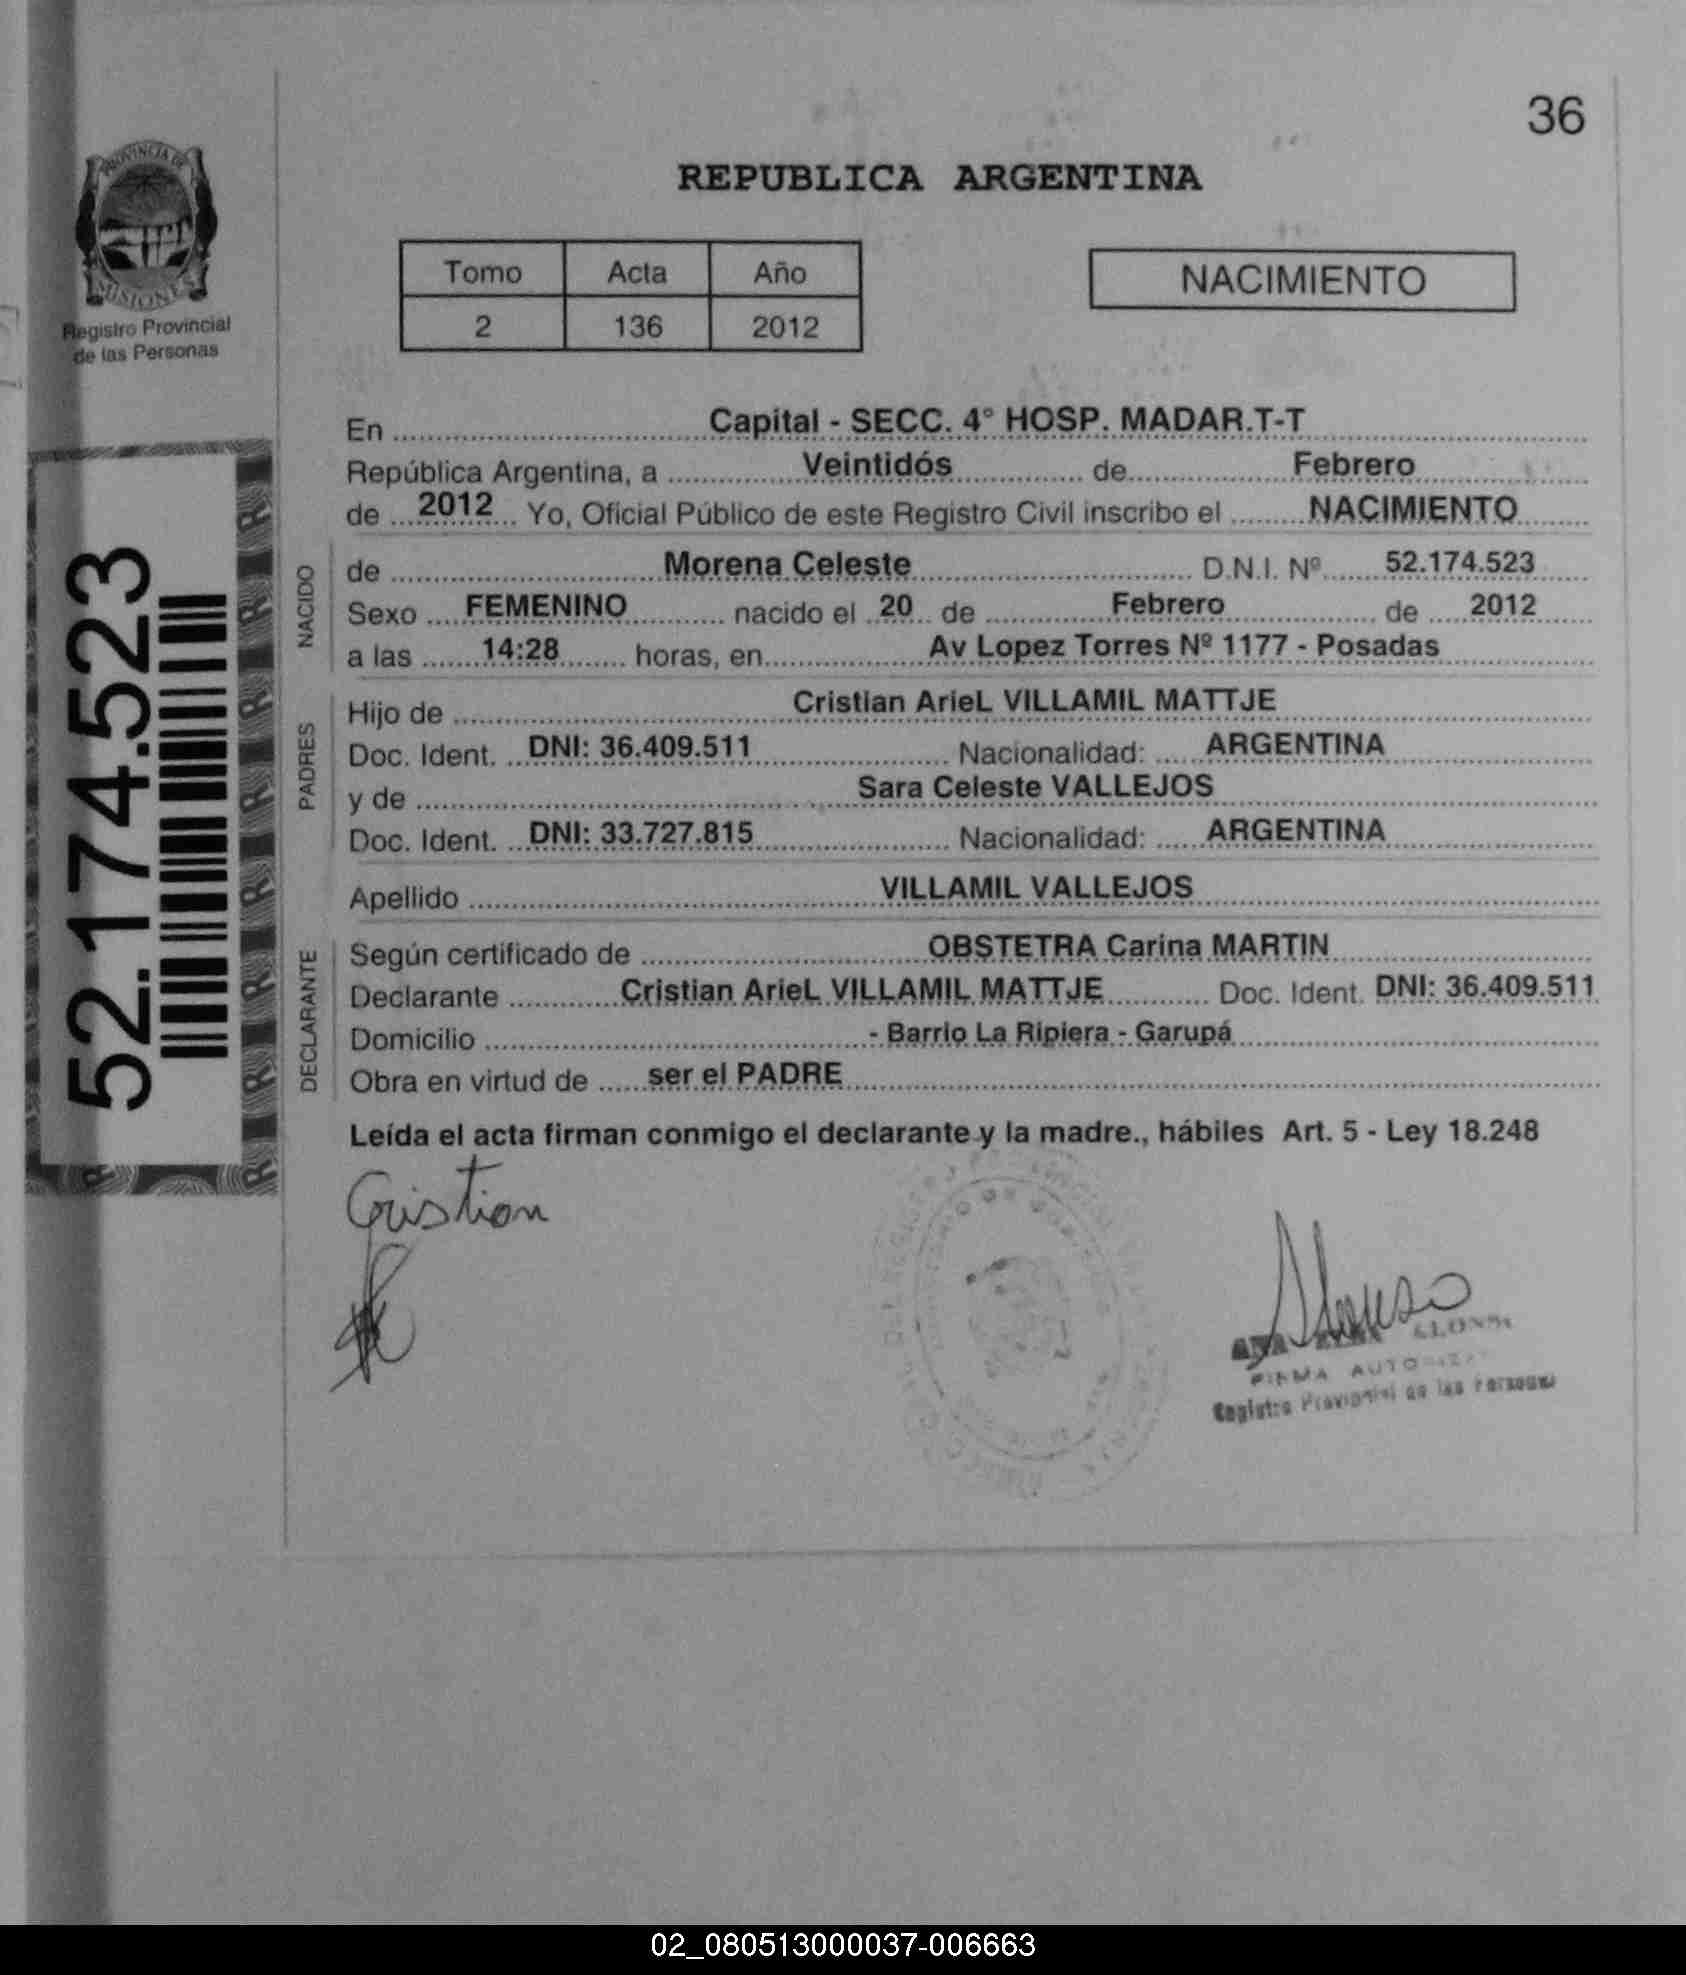 36
PROVINCIA DE
MISIONES
Registro Provincial
de las Personas
REPUBLICA ARGENTINA
Tomo Acta Año
2 136 2012
NACIMIENTO
52.174.523
En Capital - SECC. 4° HOSP. MADAR.T-T
República Argentina, a Veintidós de Febrero
de 2012 Yo, Oficial Público de este Registro Civil inscribo el NACIMIENTO
NACIDO
de Morena Celeste D.N.I. Nº 52.174.523
Sexo FEMENINO nacido el 20 de Febrero de 2012
a las 14:28 horas, en Av Lopez Torres Nº 1177 - Posadas
PADRES
Hijo de Cristian ArieL VILLAMIL MATTJE
Doc. Ident. DNI: 36.409.511 Nacionalidad: ARGENTINA
y de Sara Celeste VALLEJOS
Doc. Ident. DNI: 33.727.815 Nacionalidad: ARGENTINA
Apellido VILLAMIL VALLEJOS
DECLARANTE
Según certificado de OBSTETRA Carina MARTIN
Declarante Cristian ArieL VILLAMIL MATTJE Doc. Ident. DNI: 36.409.511
Domicilio - Barrio La Ripiera - Garupá
Obra en virtud de ser el PADRE
Leída el acta firman conmigo el declarante y la madre., hábiles Art. 5 - Ley 18.248
Cristian
Alonso
ANA ALONSO
FIRMA AUTORIZA
Registro Provincial de las Personas
02_080513000037-006663